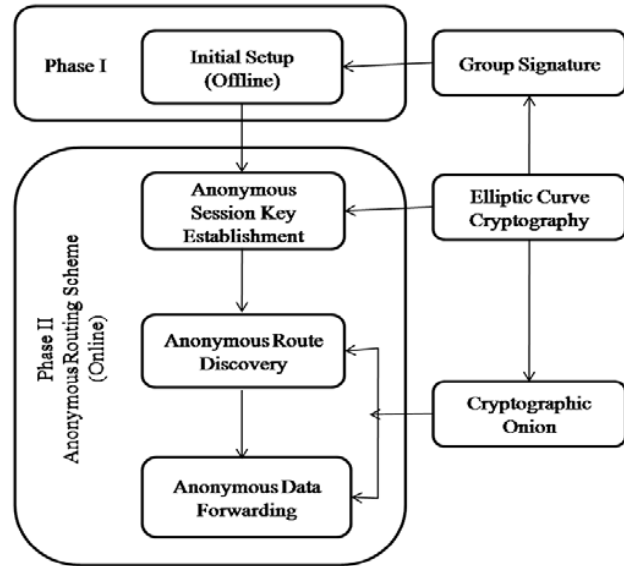 Phase I
Initial Setup
(Offline)
Group Signature
Phase II
Anonymous Routing Scheme
(Online)
Anonymous
Session Key
Establishment
Elliptic Curve
Cryptography
Anonymous Route
Discovery
Cryptographic
Onion
Anonymous Data
Forwarding